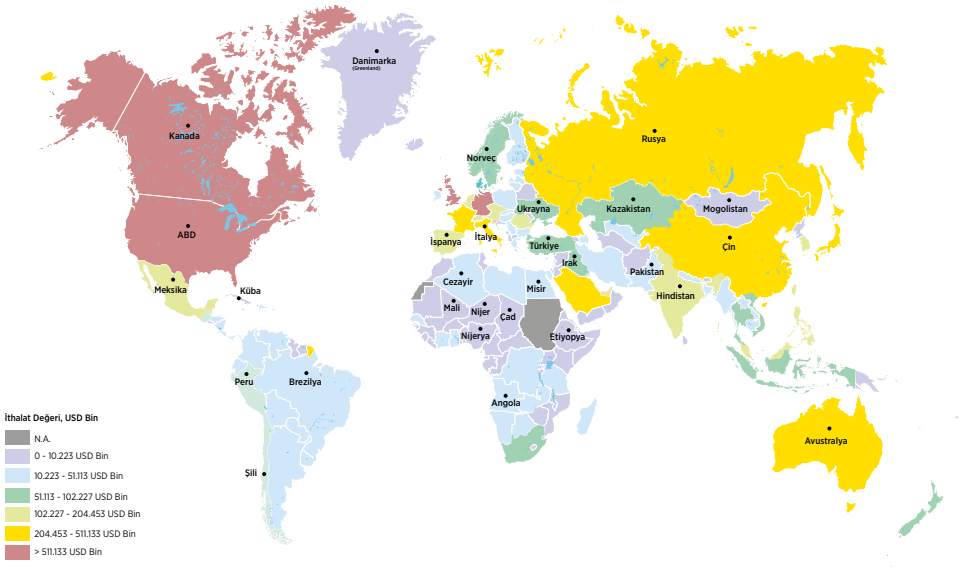 Danimarka
(Greenland)
Kanada
Rusya
Norveç
Ukrayna
Kazakistan
Mogolistan
ABD
İspanya
İtalya
Türkiye
Çin
Irak
Pakistan
Meksika
Küba
Cezayir
Misir
Hindistan
Mali
Nijer
Çad
Nijerya
Etiyopya
Peru
Brezilya
Angola
Avustralya
Şili
İthalat Değeri, USD Bin
N.A.
0 - 10.223 USD Bin
10.223 - 51.113 USD Bin
51.113 - 102.227 USD Bin
102.227 - 204.453 USD Bin
204.453 - 511.133 USD Bin
> 511.133 USD Bin